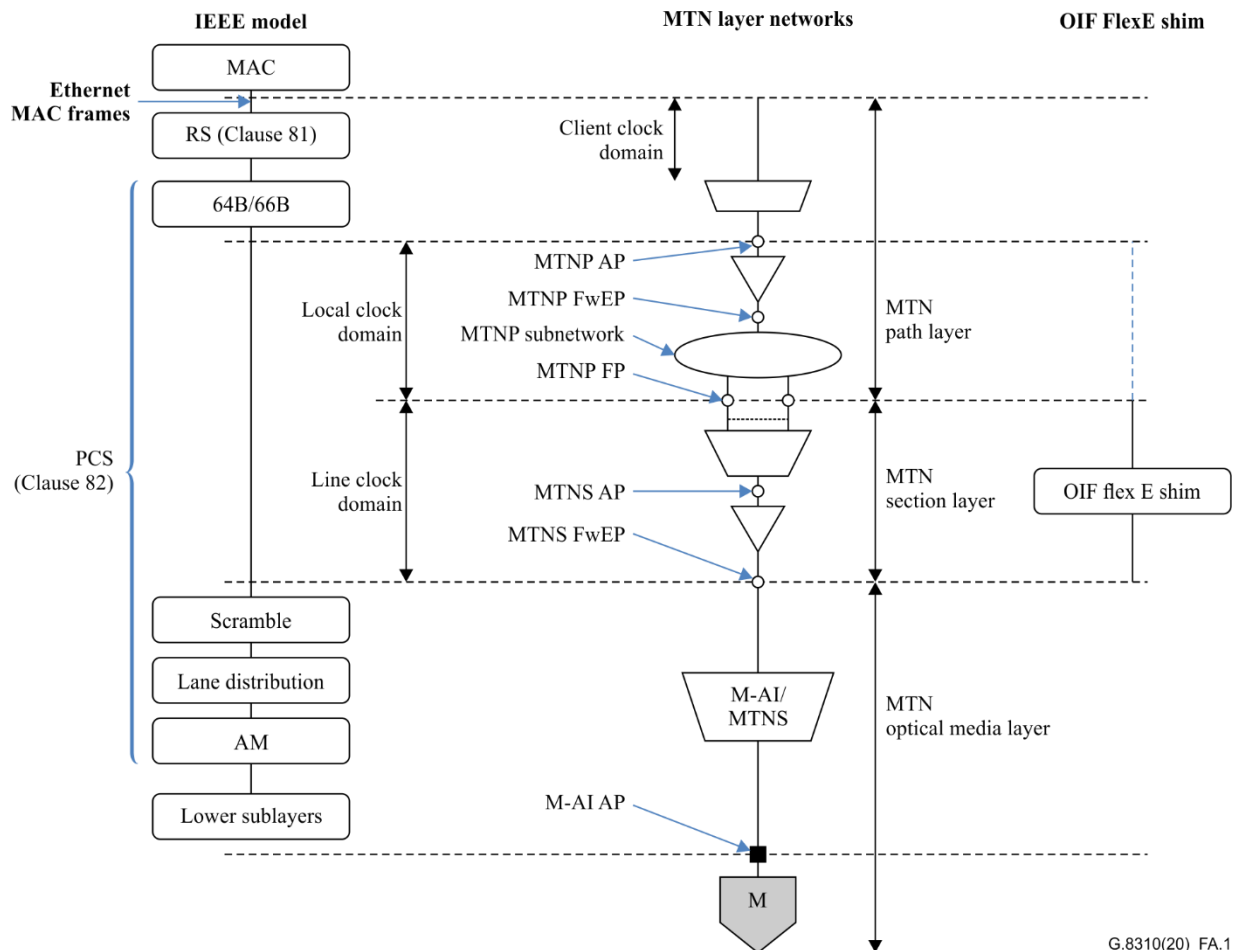 IEEE model
MTN layer networks
OIF FlexE shim
MAC
Ethernet
MAC frames
RS (Clause 81)
Client clock
domain
64B/66B
MTNP AP
MTNP FwEP
Local clock
domain
MTNP subnetwork
MTN
path layer
MTNP FP
PCS
(Clause 82)
Line clock
domain
MTNS AP
MTN
section layer
OIF flex E shim
MTNS FwEP
Scramble
Lane distribution
M-AI/
MTNS
MTN
optical media layer
AM
Lower sublayers
M-AI AP
M
G.8310(20)_FA.1